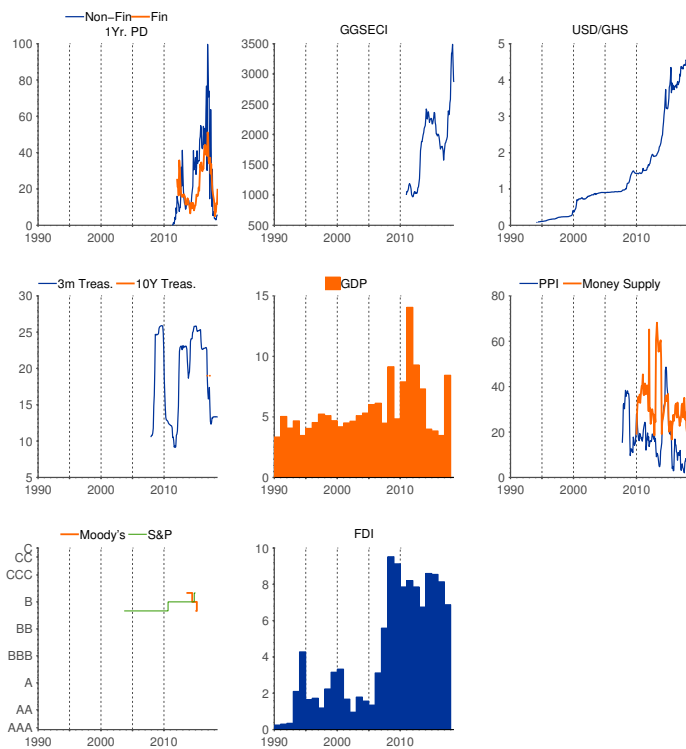 Non−Fin Fin
1Yr. PD
100
80
60
40
20
0
1990 2000 2010
GGSECI
3500
3000
2500
2000
1500
1000
500
1990 2000 2010
USD/GHS
5
4
3
2
1
0
1990 2000 2010
3m Treas. 10Y Treas.
30
25
20
15
10
5
1990 2000 2010
GDP
15
10
5
0
1990 2000 2010
PPI Money Supply
80
60
40
20
0
1990 2000 2010
Moody's S&P
C
CC
CCC
B
BB
BBB
A
AA
AAA
1990 2000 2010
FDI
10
8
6
4
2
0
1990 2000 2010